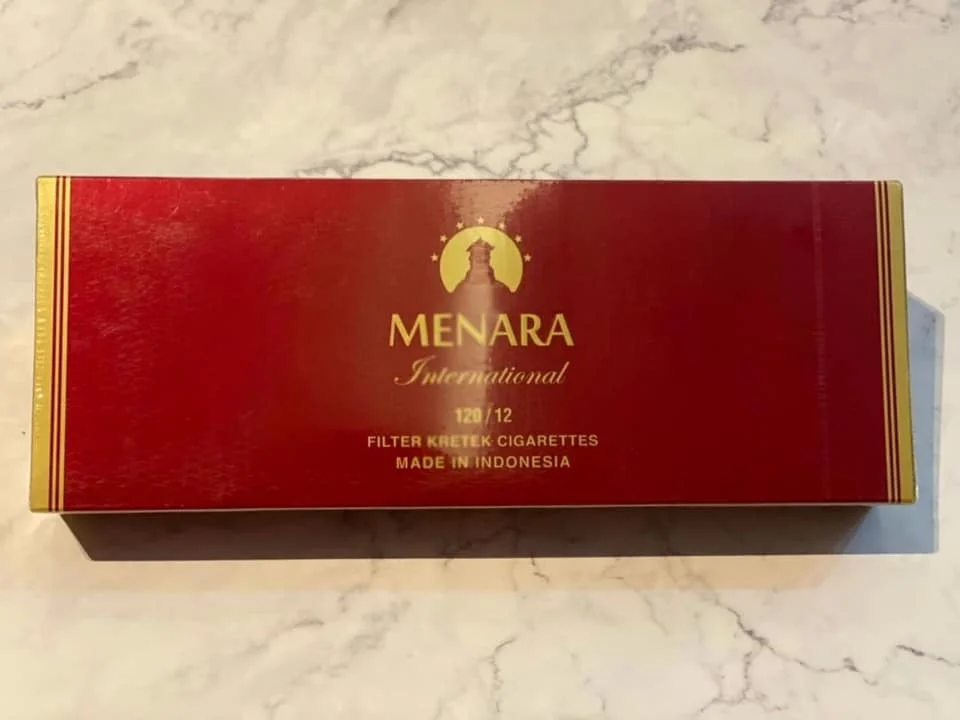 MENARA
International
120/12
FILTER KRETEK CIGARETTES
MADE IN INDONESIA